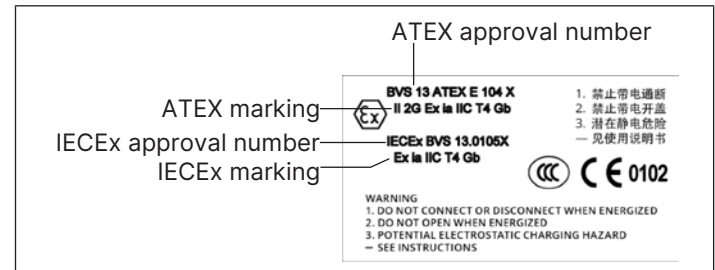 ATEX approval number
BVS 13 ATEX E 104 X
ATEX marking
II 2G Ex ia IIC T4 Gb
εx
IECEx approval number
IECEx BVS 13.0105X
IECEx marking
Ex ia IIC T4 Gb
1. 禁止带电通断
2. 禁止带电开盖
3. 潜在静电危险
— 见使用说明书
CCC CE 0102
WARNING
1. DO NOT CONNECT OR DISCONNECT WHEN ENERGIZED
2. DO NOT OPEN WHEN ENERGIZED
3. POTENTIAL ELECTROSTATIC CHARGING HAZARD
— SEE INSTRUCTIONS